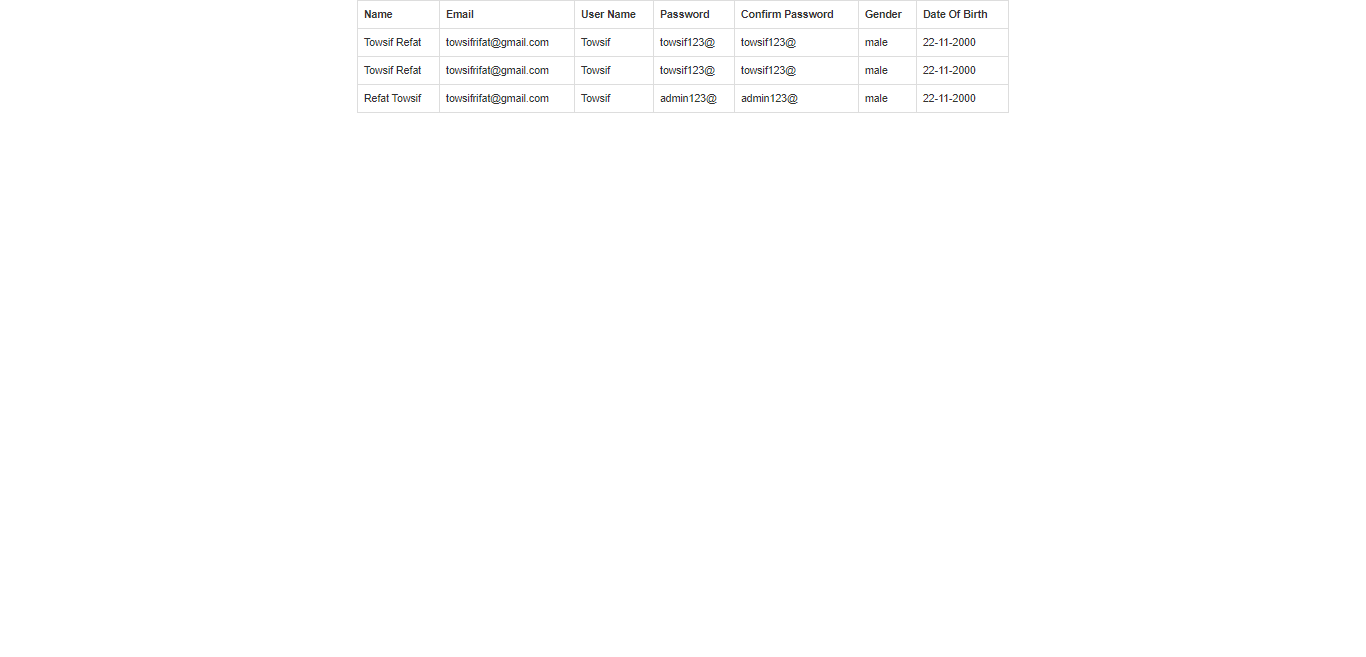 Name Email User Name Password Confirm Password Gender Date Of Birth
Towsif Refat towsifrifat@gmail.com Towsif towsif123@ towsif123@ male 22-11-2000
Towsif Refat towsifrifat@gmail.com Towsif towsif123@ towsif123@ male 22-11-2000
Refat Towsif towsifrifat@gmail.com Towsif admin123@ admin123@ male 22-11-2000